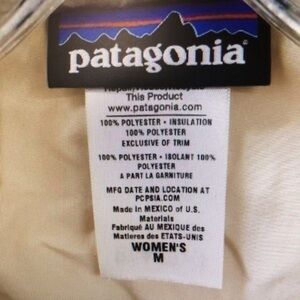 patagonia
This Product
www.patagonia.com
100% POLYESTER • INSULATION
100% POLYESTER
EXCLUSIVE OF TRIM
100% POLYESTER • ISOLANT 100%
POLYESTER
A PART LA GARNITURE
MFG DATE AND LOCATION AT
PCPSIA.COM
Made in MEXICO of U.S.
Materials
Fabriqué AU MEXIQUE des
Matieres des ETATS-UNIS
WOMEN'S
M